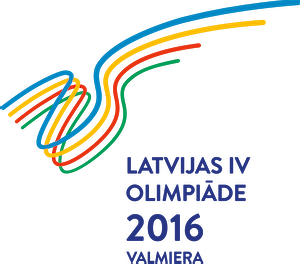 LATVIJAS IV
OLIMPIĀDE
2016
VALMIERA